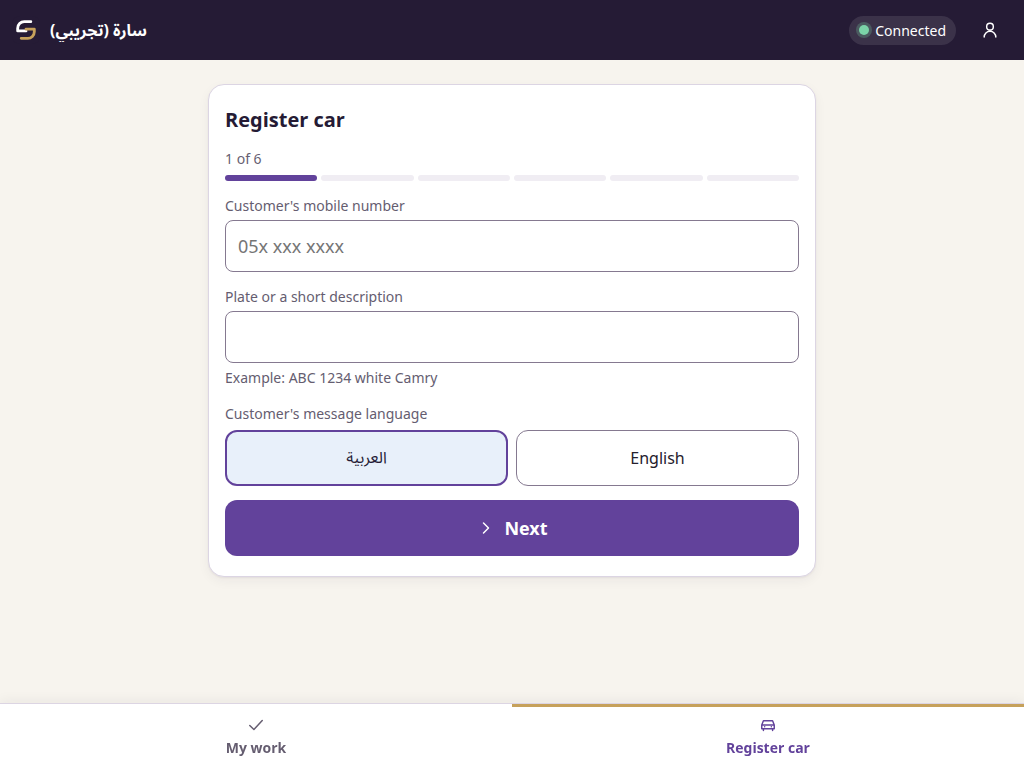 سارة (تجريبي)
Connected
Register car
1 of 6
Customer's mobile number
05x xxx xxxx
Plate or a short description
Example: ABC 1234 white Camry
Customer's message language
العربية
English
Next
My work
Register car